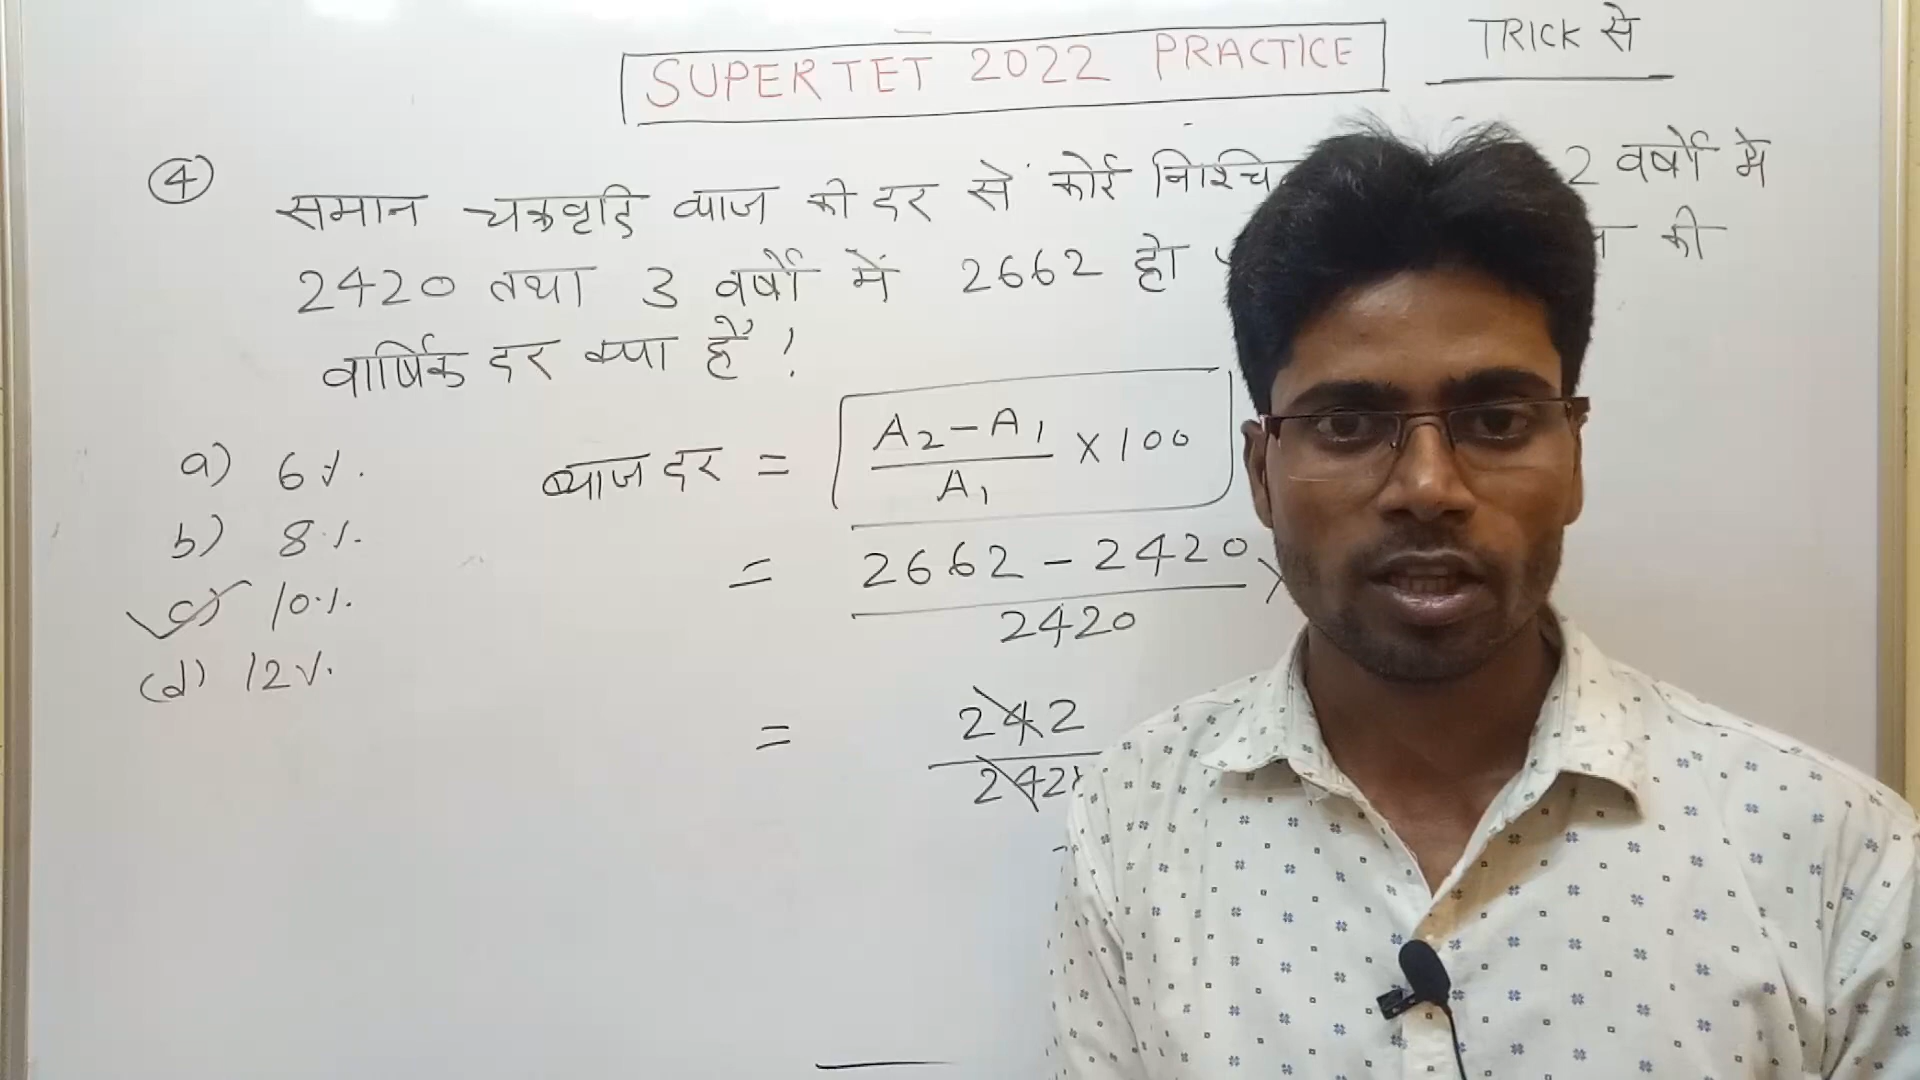 SUPERTET 2022 PRACTICE
TRICK से
④ समान चक्रवृद्धि ब्याज की दर से कोई 2 वर्षों में
2420 तथा 3 वर्षों में 2662 हो की
वार्षिक दर क्या है ?
a) 6%
b) 8%
c) 10%
(d) 12%
ब्याज दर = A2 - A1 / A1 × 100
= 2662 - 2420 / 2420 ×
= 242 / 242